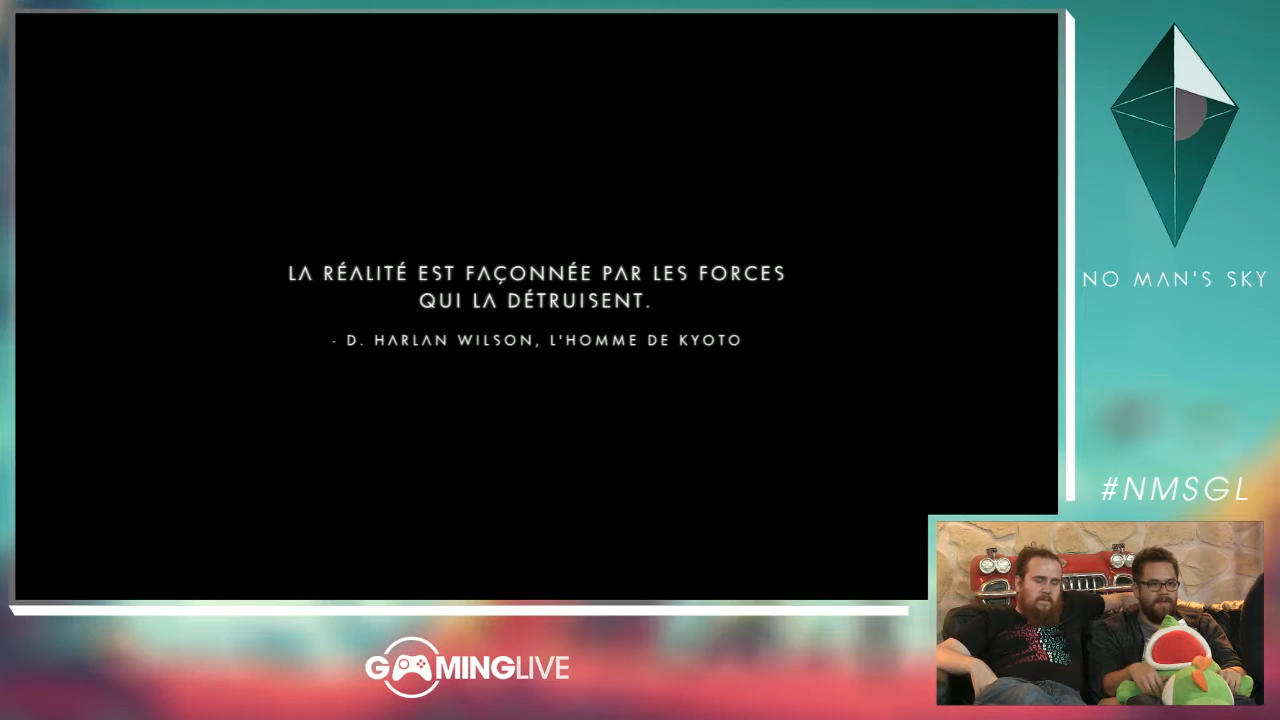 LA RÉALITÉ EST FAÇONNÉE PAR LES FORCES
QUI LA DÉTRUISENT.
- D. HARLAN WILSON, L'HOMME DE KYOTO
NO MAN'S SKY
#NMSGL
GAMINGLIVE